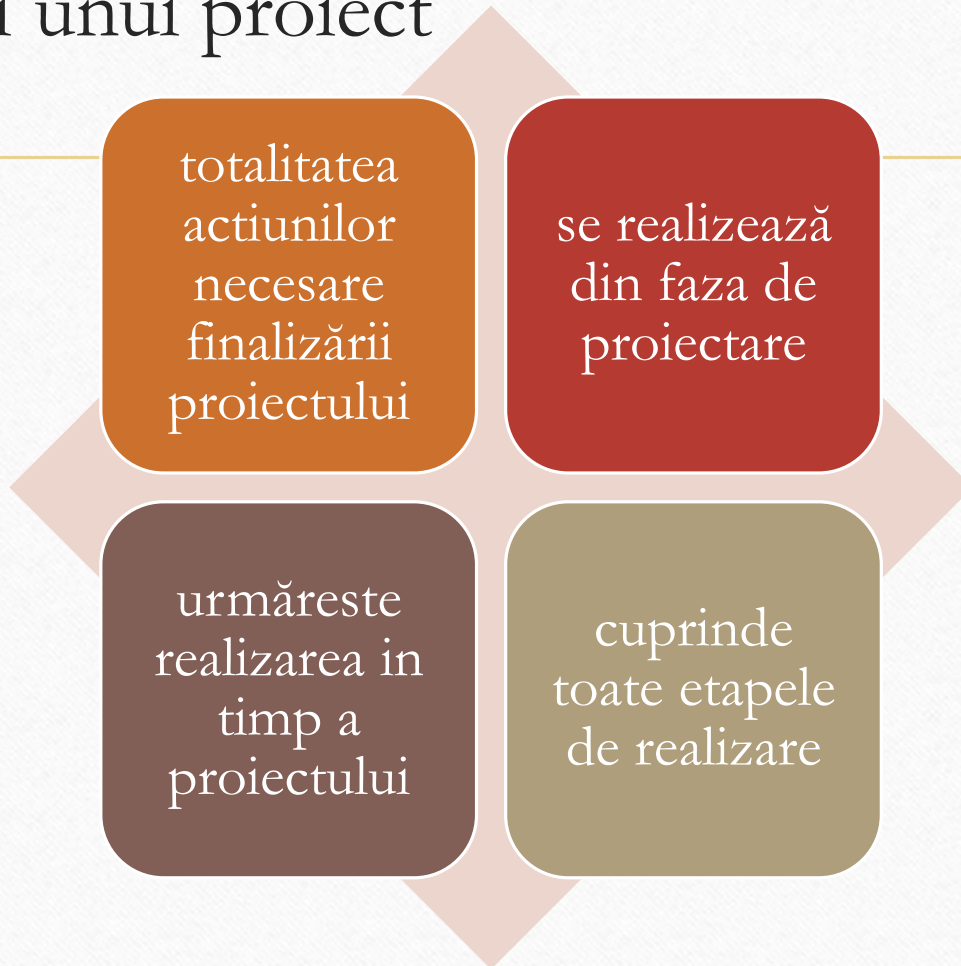 unui proiect
totalitatea
actiunilor
necesare
finalizării
proiectului
se realizează
din faza de
proiectare
urmăreste
realizarea in
timp a
proiectului
cuprinde
toate etapele
de realizare